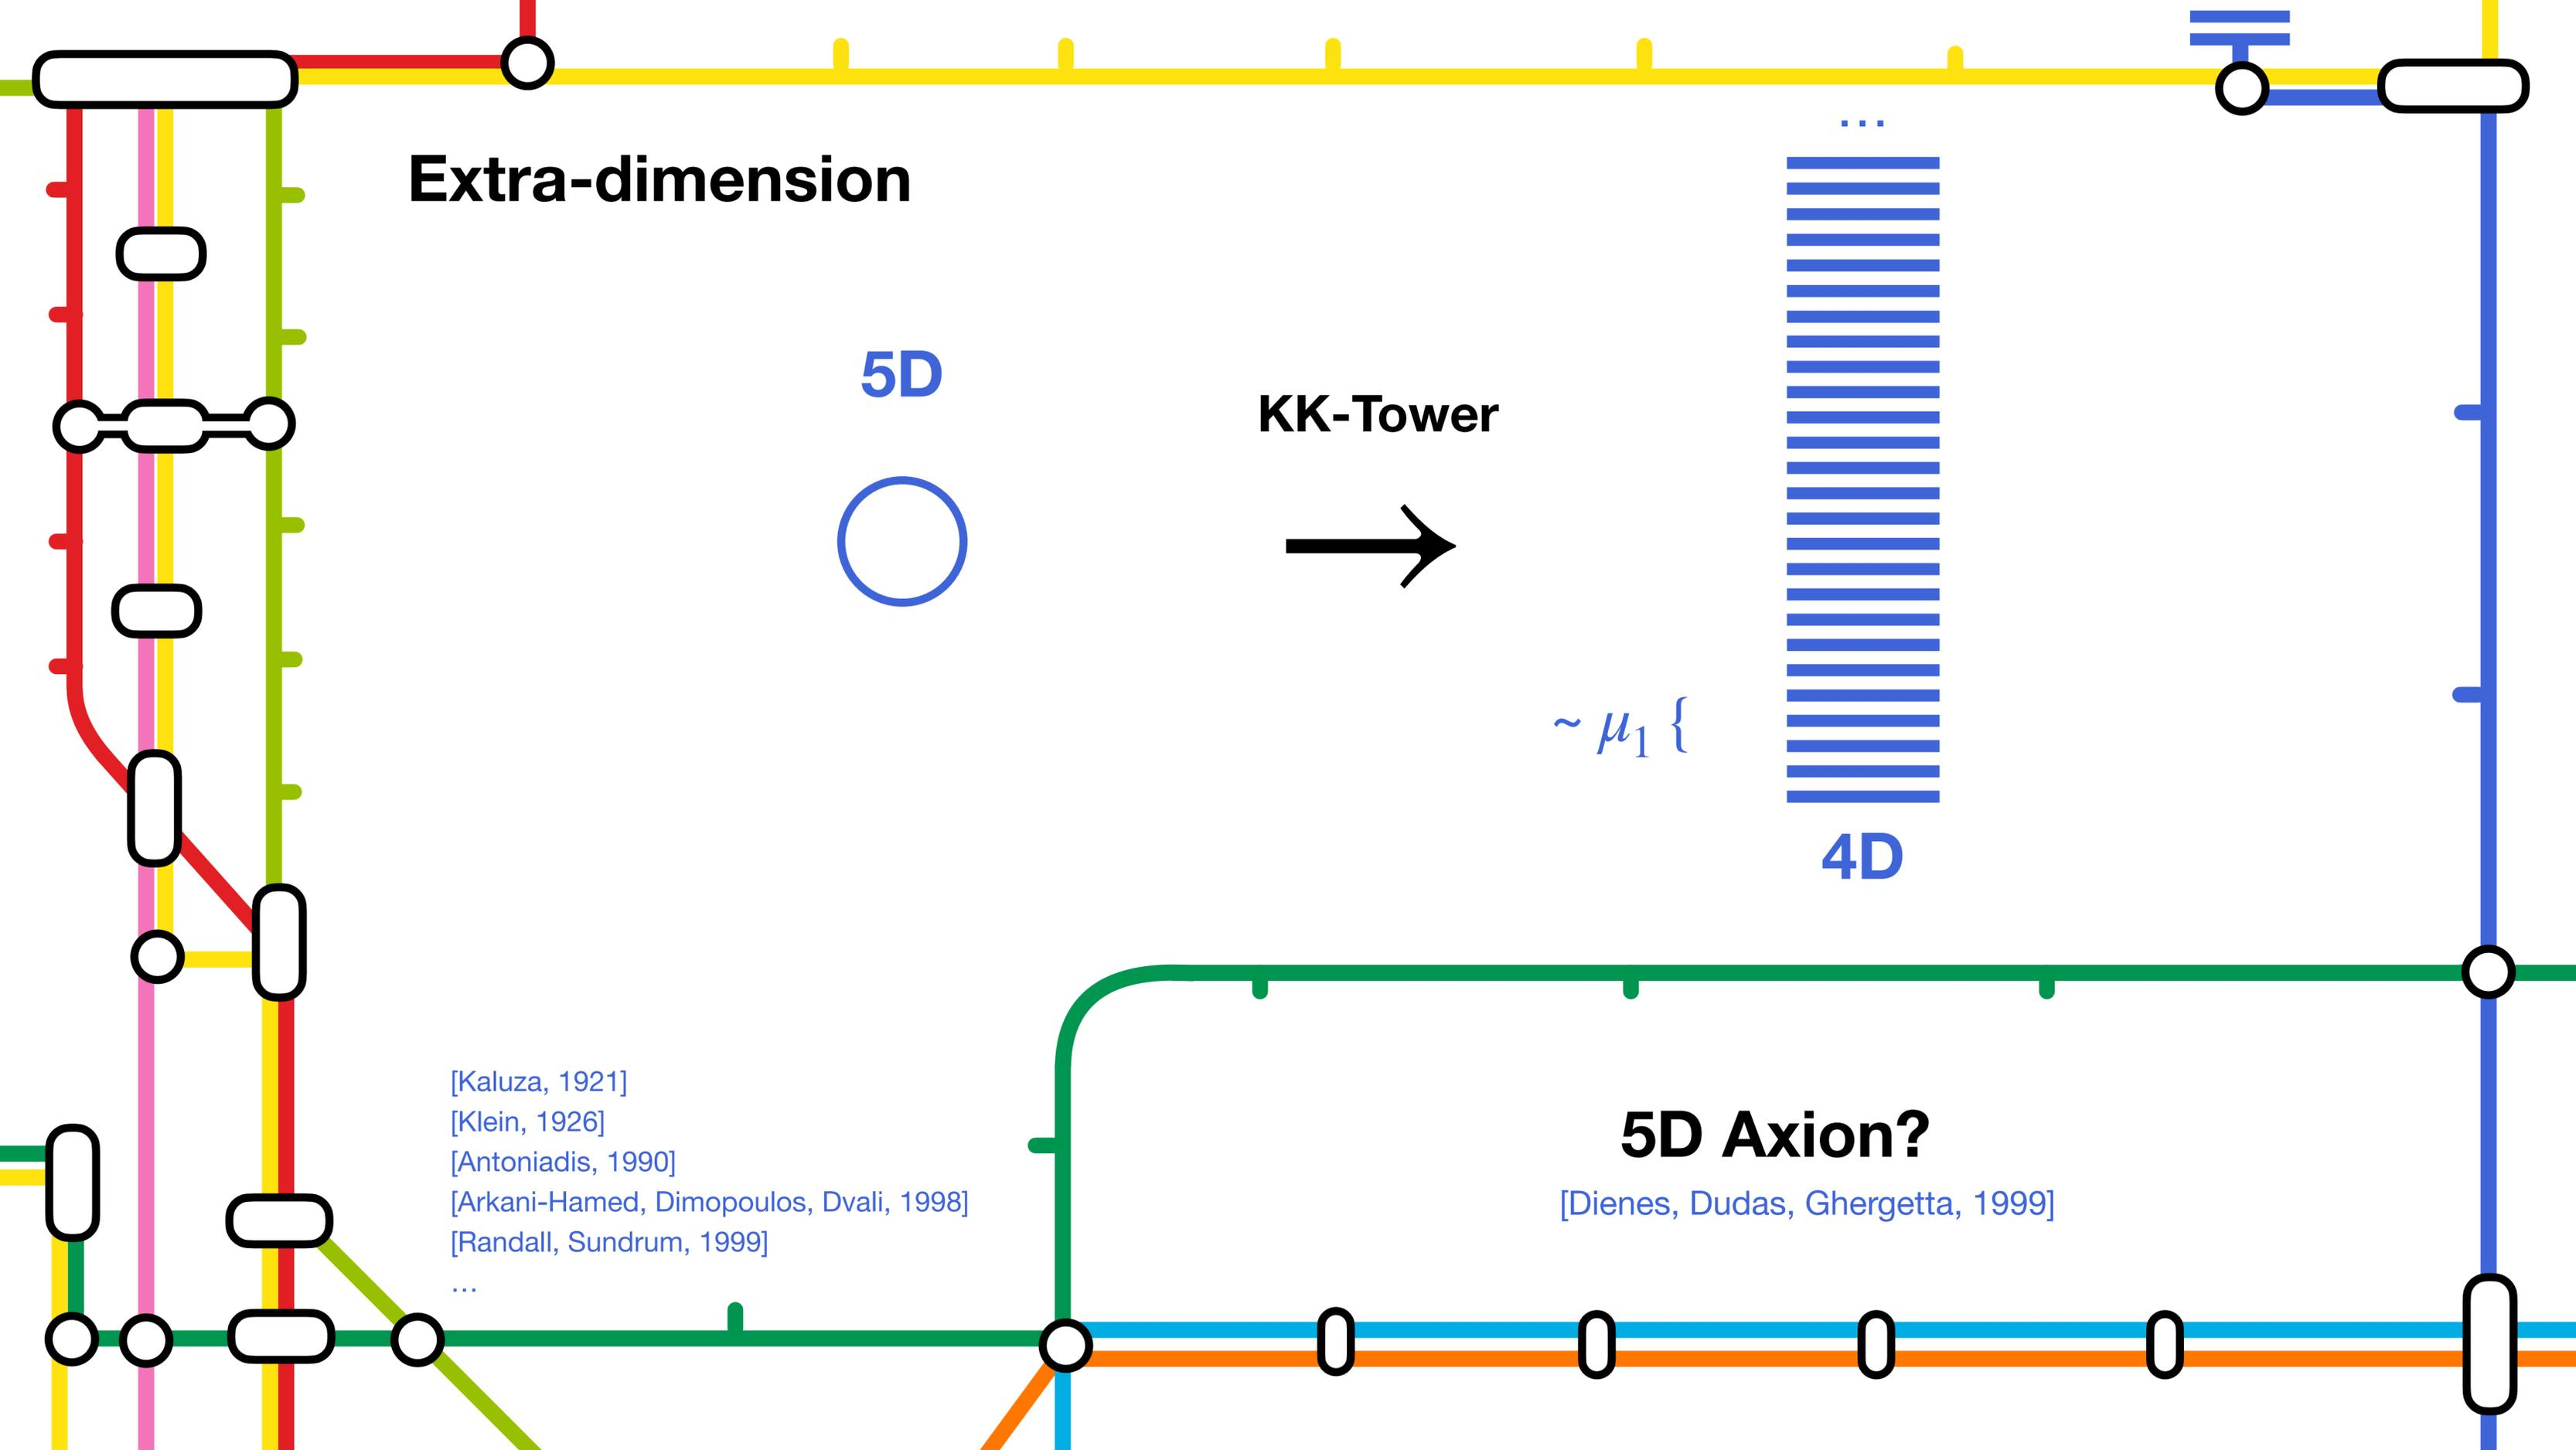 ...
Extra-dimension
5D
KK-Tower
~ μ1 {
4D
[Kaluza, 1921]
[Klein, 1926]
[Antoniadis, 1990]
[Arkani-Hamed, Dimopoulos, Dvali, 1998]
[Randall, Sundrum, 1999]
...
5D Axion?
[Dienes, Dudas, Ghergetta, 1999]